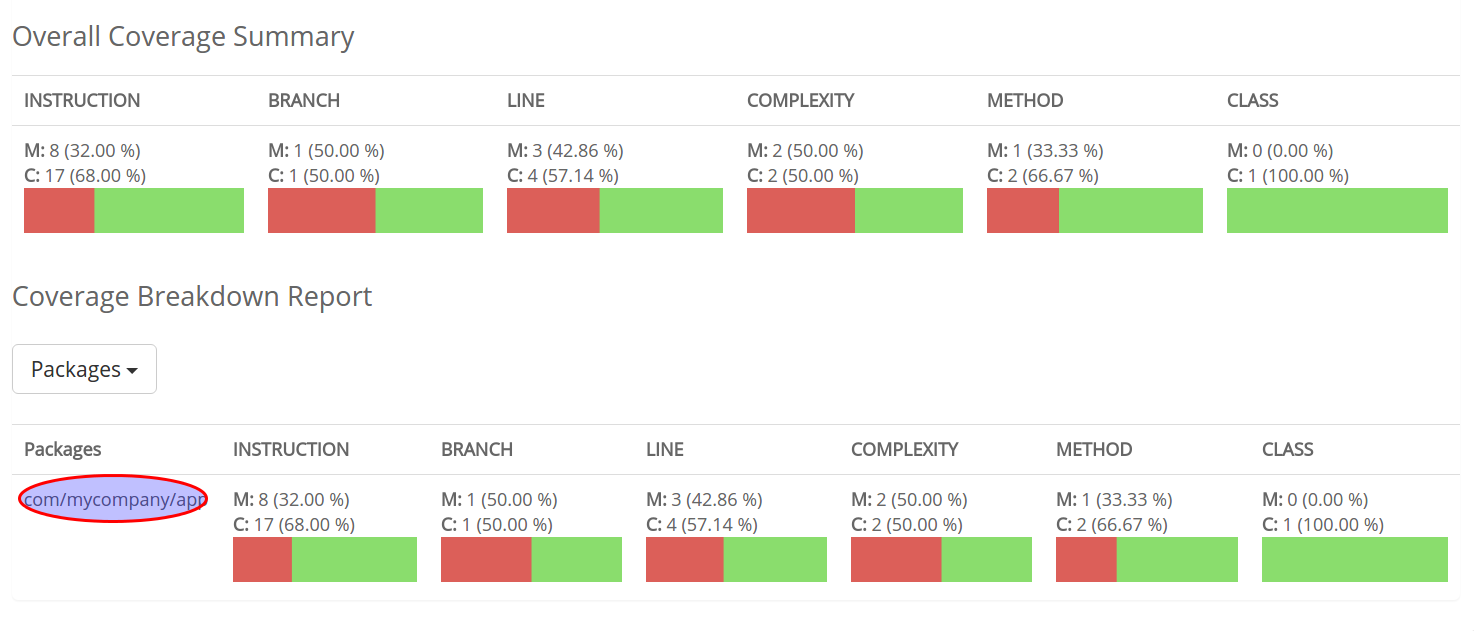 Overall Coverage Summary
INSTRUCTION BRANCH LINE COMPLEXITY METHOD CLASS
M: 8 (32.00 %) M: 1 (50.00 %) M: 3 (42.86 %) M: 2 (50.00 %) M: 1 (33.33 %) M: 0 (0.00 %)
C: 17 (68.00 %) C: 1 (50.00 %) C: 4 (57.14 %) C: 2 (50.00 %) C: 2 (66.67 %) C: 1 (100.00 %)
Coverage Breakdown Report
Packages
Packages INSTRUCTION BRANCH LINE COMPLEXITY METHOD CLASS
com/mycompany/app M: 8 (32.00 %) M: 1 (50.00 %) M: 3 (42.86 %) M: 2 (50.00 %) M: 1 (33.33 %) M: 0 (0.00 %)
C: 17 (68.00 %) C: 1 (50.00 %) C: 4 (57.14 %) C: 2 (50.00 %) C: 2 (66.67 %) C: 1 (100.00 %)